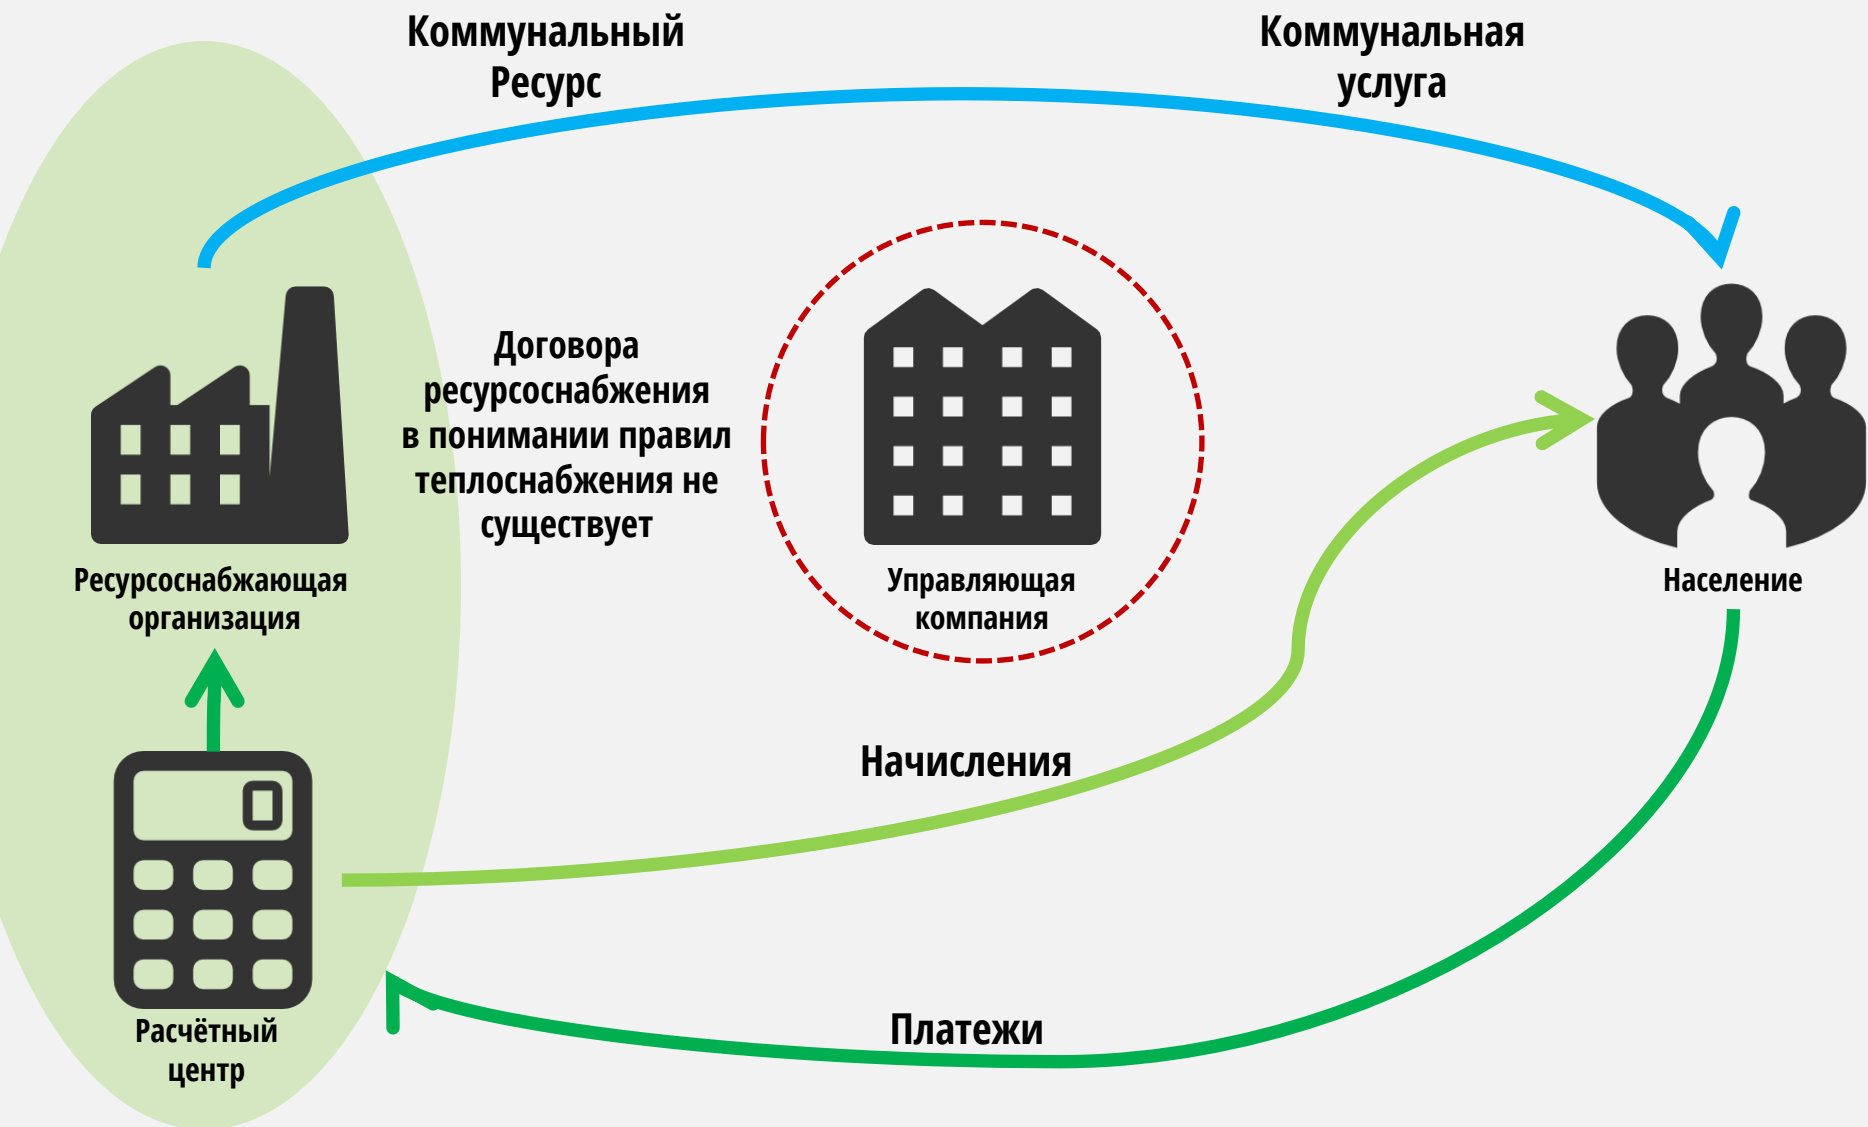 Коммунальный
Ресурс
Коммунальная
услуга
Договора
ресурсоснабжения
в понимании правил
теплоснабжения не
существует
Ресурсоснабжающая
организация
Управляющая
компания
Население
Начисления
Платежи
Расчётный
центр